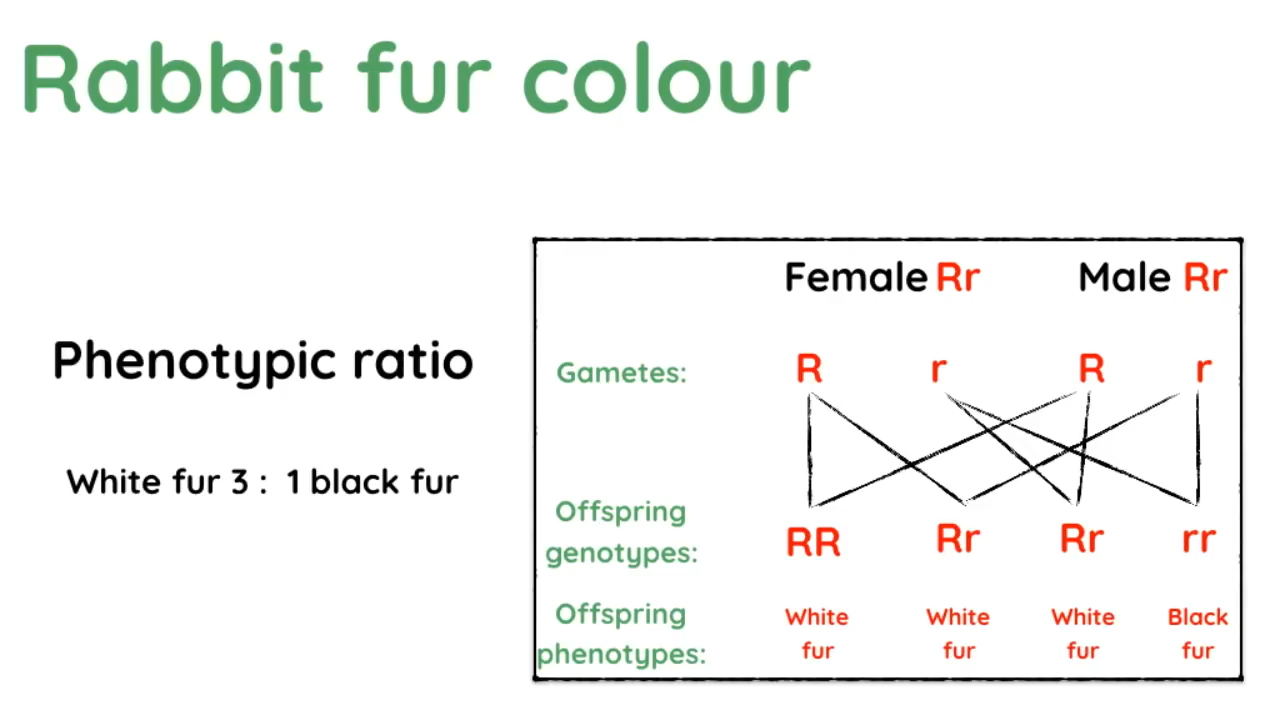 Rabbit fur colour
Phenotypic ratio
White fur 3 : 1 black fur
Female Rr Male Rr
Gametes: R r R r
Offspring
genotypes: RR Rr Rr rr
Offspring
phenotypes:
White White White Black
fur fur fur fur